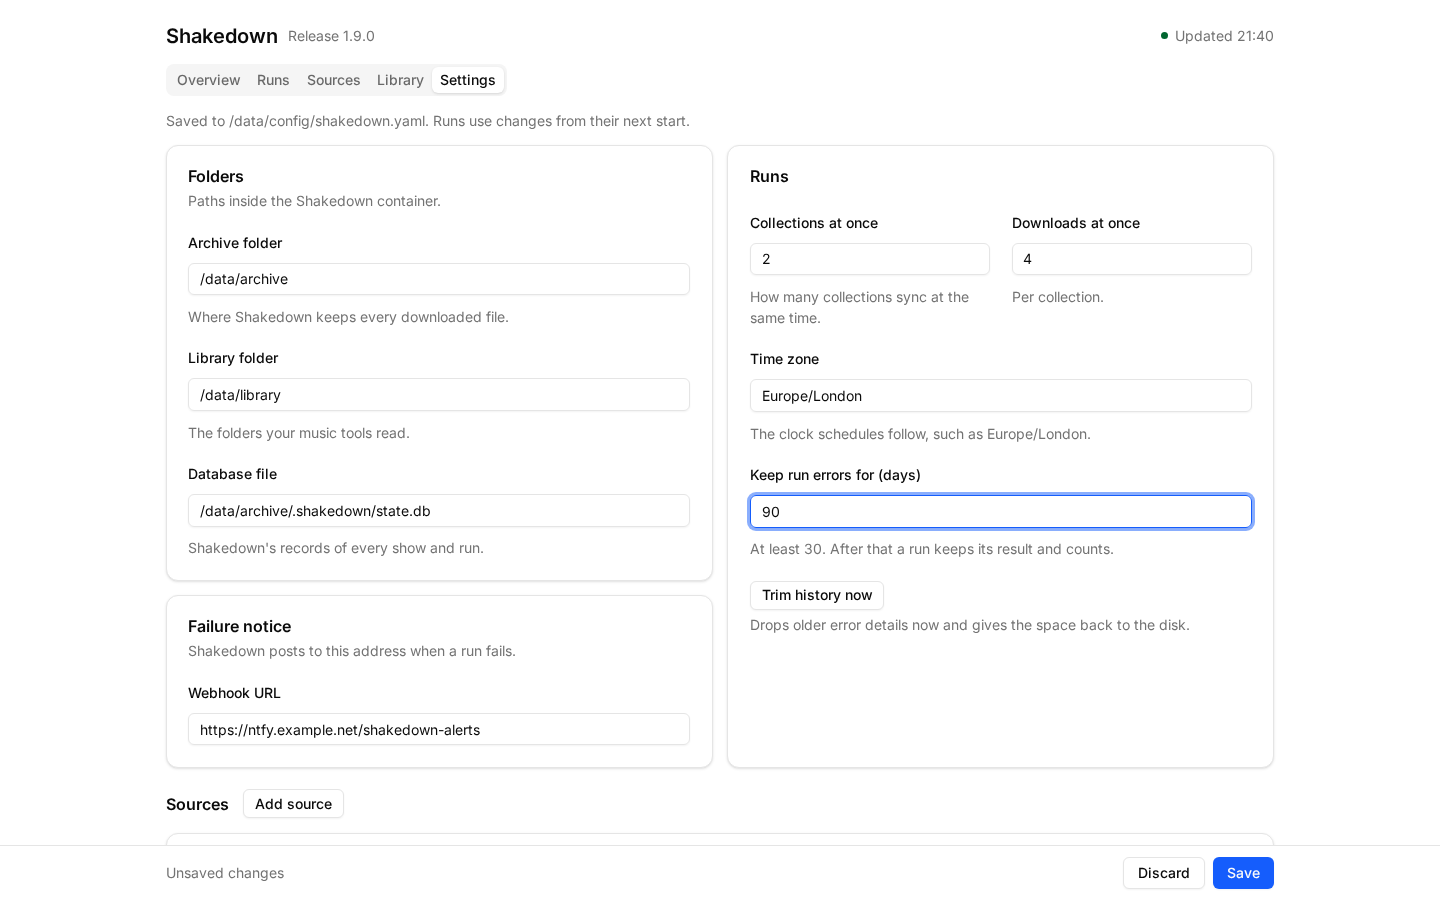 Shakedown Release 1.9.0
Updated 21:40
Overview Runs Sources Library Settings
Saved to /data/config/shakedown.yaml. Runs use changes from their next start.
Folders
Paths inside the Shakedown container.
Archive folder
/data/archive
Where Shakedown keeps every downloaded file.
Library folder
/data/library
The folders your music tools read.
Database file
/data/archive/.shakedown/state.db
Shakedown's records of every show and run.
Failure notice
Shakedown posts to this address when a run fails.
Webhook URL
https://ntfy.example.net/shakedown-alerts
Runs
Collections at once
2
How many collections sync at the
same time.
Downloads at once
4
Per collection.
Time zone
Europe/London
The clock schedules follow, such as Europe/London.
Keep run errors for (days)
90
At least 30. After that a run keeps its result and counts.
Trim history now
Drops older error details now and gives the space back to the disk.
Sources
Add source
Unsaved changes
Discard
Save